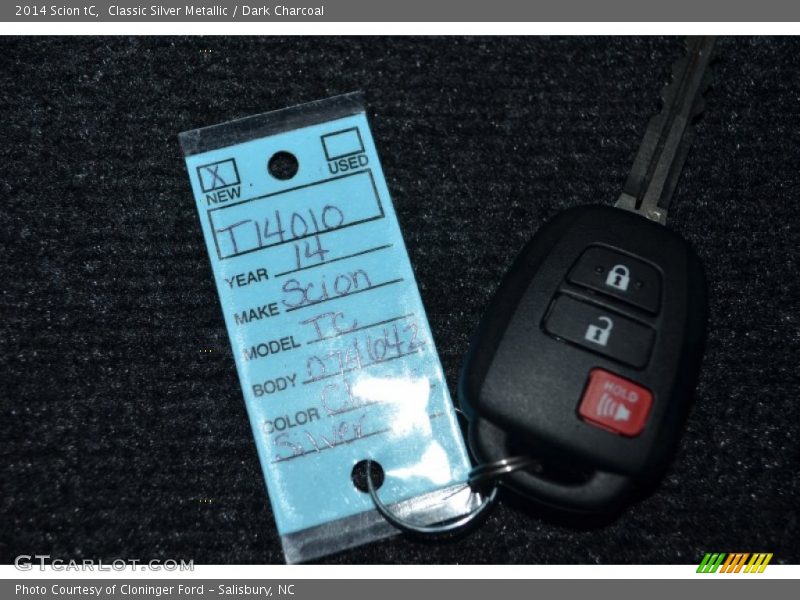 2014 Scion tC, Classic Silver Metallic / Dark Charcoal
X
NEW
USED
T14010
YEAR 14
MAKE Scion
MODEL TC
BODY D741642
COLOR
Silver
HOLD
GTCARLOT.COM
Photo Courtesy of Cloninger Ford - Salisbury, NC